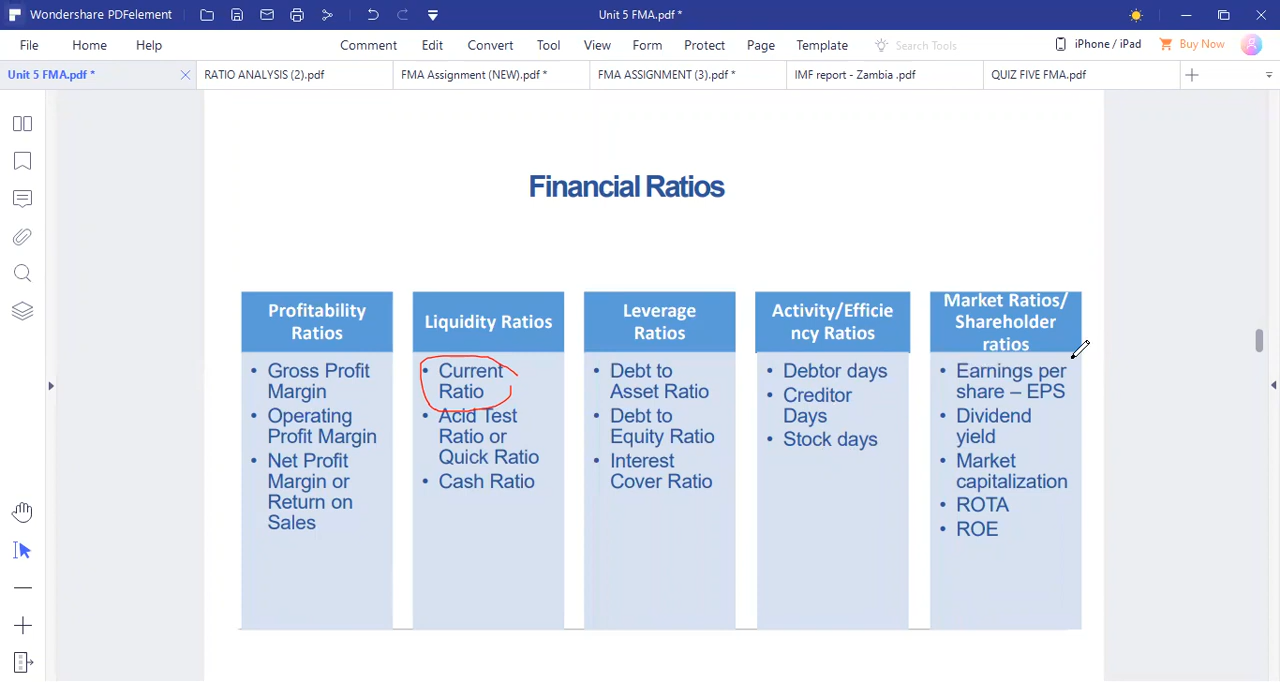 Wondershare PDFelement
Unit 5 FMA.pdf *
File Home Help Comment Edit Convert Tool View Form Protect Page Template Search Tools iPhone / iPad Buy Now
Unit 5 FMA.pdf * RATIO ANALYSIS (2).pdf FMA Assignment (NEW).pdf * FMA ASSIGNMENT (3).pdf * IMF report - Zambia .pdf QUIZ FIVE FMA.pdf
Financial Ratios
Profitability
Ratios
• Gross Profit
Margin
• Operating
Profit Margin
• Net Profit
Margin or
Return on
Sales
Liquidity Ratios
• Current
Ratio
• Acid Test
Ratio or
Quick Ratio
• Cash Ratio
Leverage
Ratios
• Debt to
Asset Ratio
• Debt to
Equity Ratio
• Interest
Cover Ratio
Activity/Efficie
ncy Ratios
• Debtor days
• Creditor
Days
• Stock days
Market Ratios/
Shareholder
ratios
• Earnings per
share – EPS
• Dividend
yield
• Market
capitalization
• ROTA
• ROE